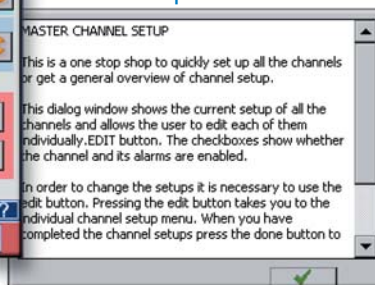 MASTER CHANNEL SETUP
This is a one stop shop to quickly set up all the channels
or get a general overview of channel setup.
This dialog window shows the current setup of all the
channels and allows the user to edit each of them
individually.EDIT button. The checkboxes show whether
the channel and its alarms are enabled.
In order to change the setups it is necessary to use the
edit button. Pressing the edit button takes you to the
individual channel setup menu. When you have
completed the channel setups press the done button to
?